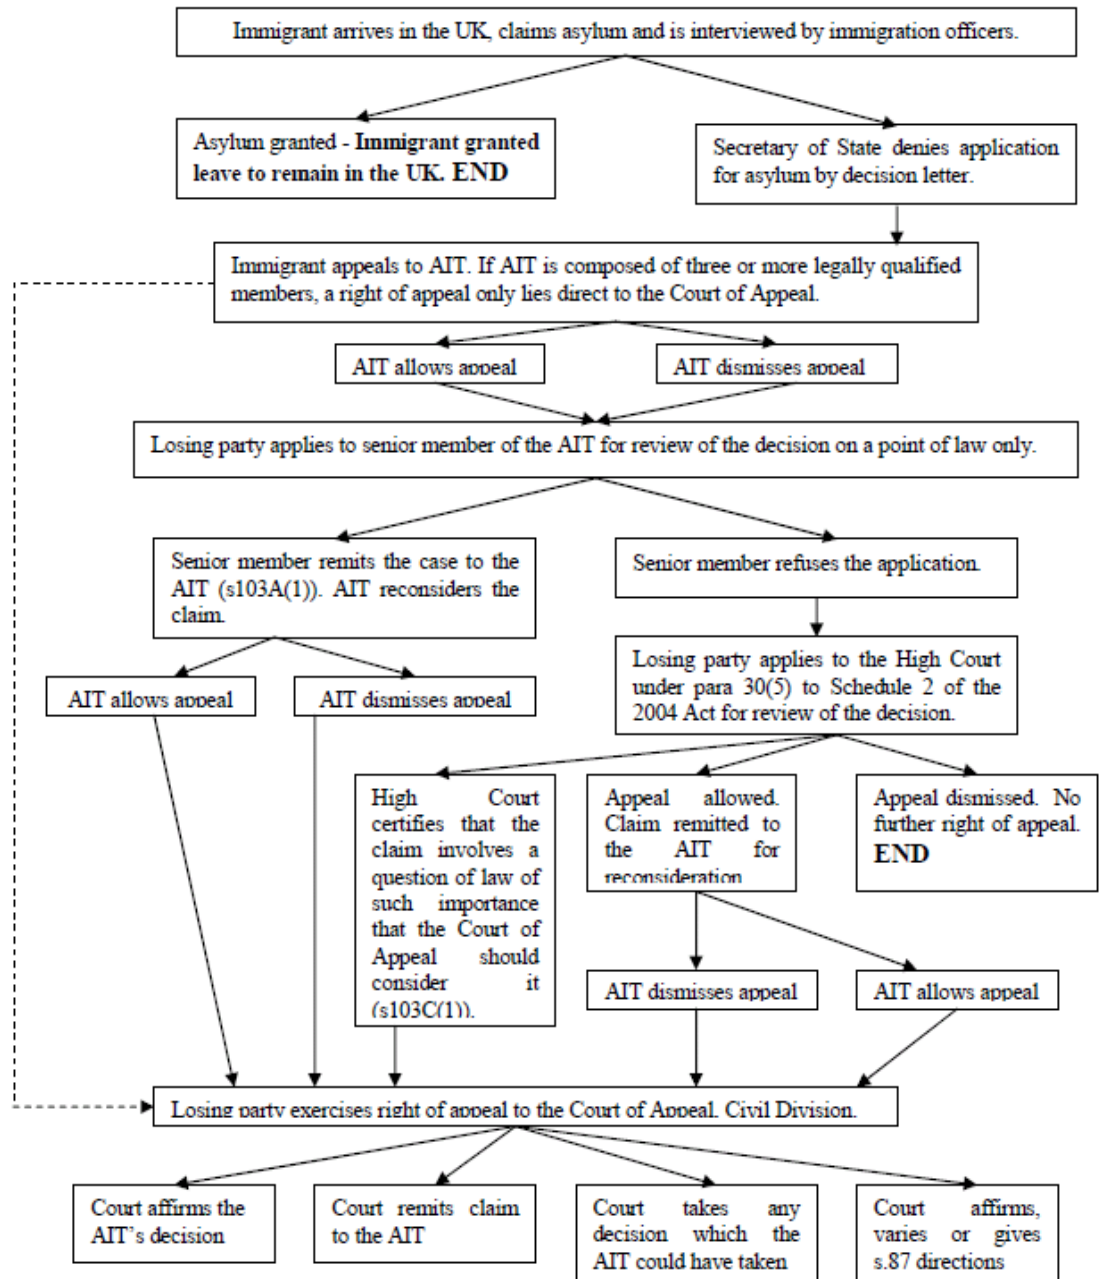 Immigrant arrives in the UK, claims asylum and is interviewed by immigration officers.
Asylum granted - Immigrant granted
leave to remain in the UK. END
Secretary of State denies application
for asylum by decision letter.
Immigrant appeals to AIT. If AIT is composed of three or more legally qualified
members, a right of appeal only lies direct to the Court of Appeal.
AIT allows appeal
AIT dismisses appeal
Losing party applies to senior member of the AIT for review of the decision on a point of law only.
Senior member remits the case to the
AIT (s103A(1)). AIT reconsiders the
claim.
Senior member refuses the application.
AIT allows appeal
AIT dismisses appeal
Losing party applies to the High Court
under para 30(5) to Schedule 2 of the
2004 Act for review of the decision.
High Court
certifies that the
claim involves a
question of law of
such importance
that the Court of
Appeal should
consider it
(s103C(1)).
Appeal allowed.
Claim remitted to
the AIT for
reconsideration
Appeal dismissed. No
further right of appeal.
END
AIT dismisses appeal
AIT allows appeal
Losing party exercises right of appeal to the Court of Appeal, Civil Division.
Court affirms the
AIT's decision
Court remits claim
to the AIT
Court takes any
decision which the
AIT could have taken
Court affirms,
varies or gives
s.87 directions